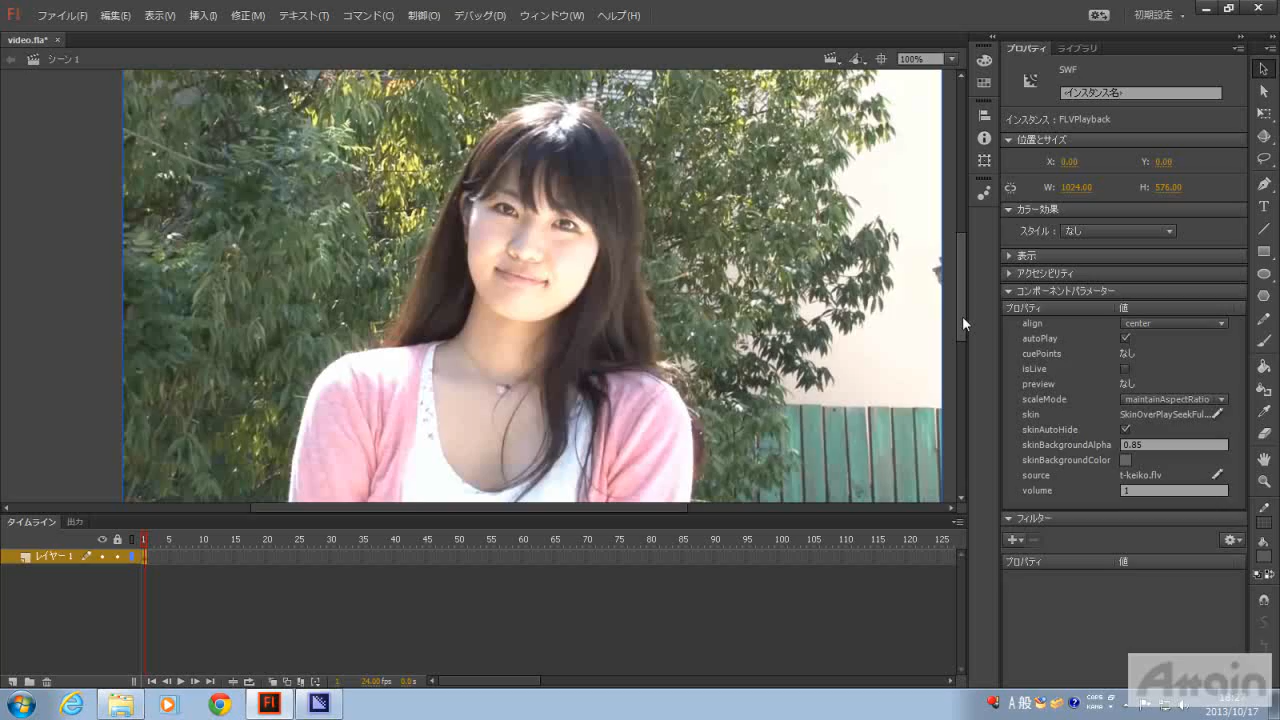 Fl ファイル(F) 編集(E) 表示(V) 挿入(I) 修正(M) テキスト(T) コマンド(C) 制御(O) デバッグ(D) ウィンドウ(W) ヘルプ(H) 初期設定
video.fla* ×
シーン 1 100%
プロパティ ライブラリ
SWF
<インスタンス名>
インスタンス : FLVPlayback
位置とサイズ
X: 0.00 Y: 0.00
W: 1024.00 H: 576.00
カラー効果
スタイル : なし
表示
アクセシビリティ
コンポーネントパラメーター
プロパティ 値
align center
autoPlay
cuePoints なし
isLive
preview なし
scaleMode maintainAspectRatio
skin SkinOverPlaySeekFul...
skinAutoHide
skinBackgroundAlpha 0.85
skinBackgroundColor
source t-keiko.flv
volume 1
フィルター
プロパティ 値
タイムライン 出力
1 5 10 15 20 25 30 35 40 45 50 55 60 65 70 75 80 85 90 95 100 105 110 115 120 125
レイヤー 1
1 24.00 fps 0.0 s
Fl A 般 CAPS KANA
Attain
18:27
2013/10/17